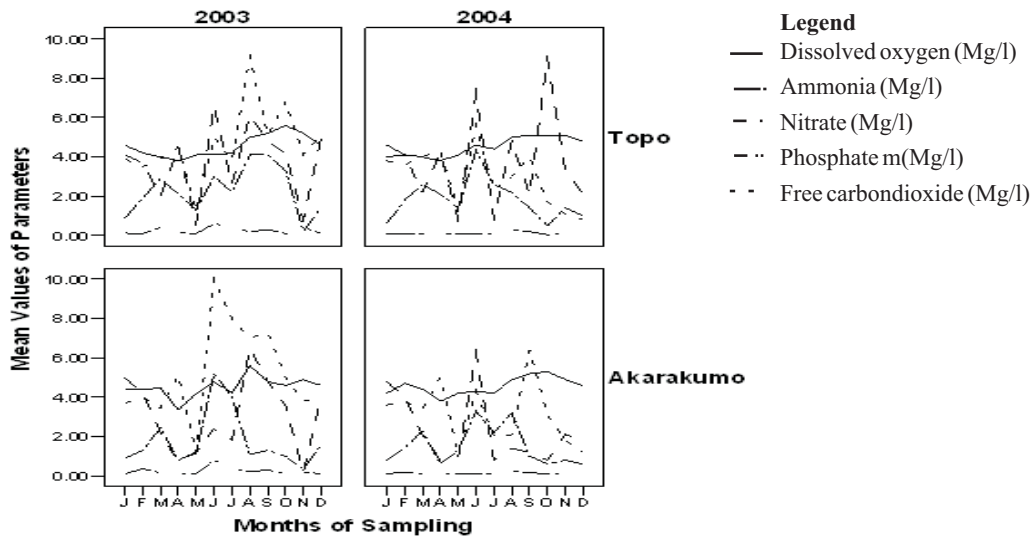 2003 2004
Legend
Dissolved oxygen (Mg/l)
Ammonia (Mg/l)
Nitrate (Mg/l)
Phosphate m(Mg/l)
Free carbondioxide (Mg/l)
Mean Values of Parameters
10.00
8.00
6.00
4.00
2.00
0.00
Topo
10.00
8.00
6.00
4.00
2.00
0.00
Akarakumo
J F M A M J J A S O N D J F M A M J J A S O N D
Months of Sampling